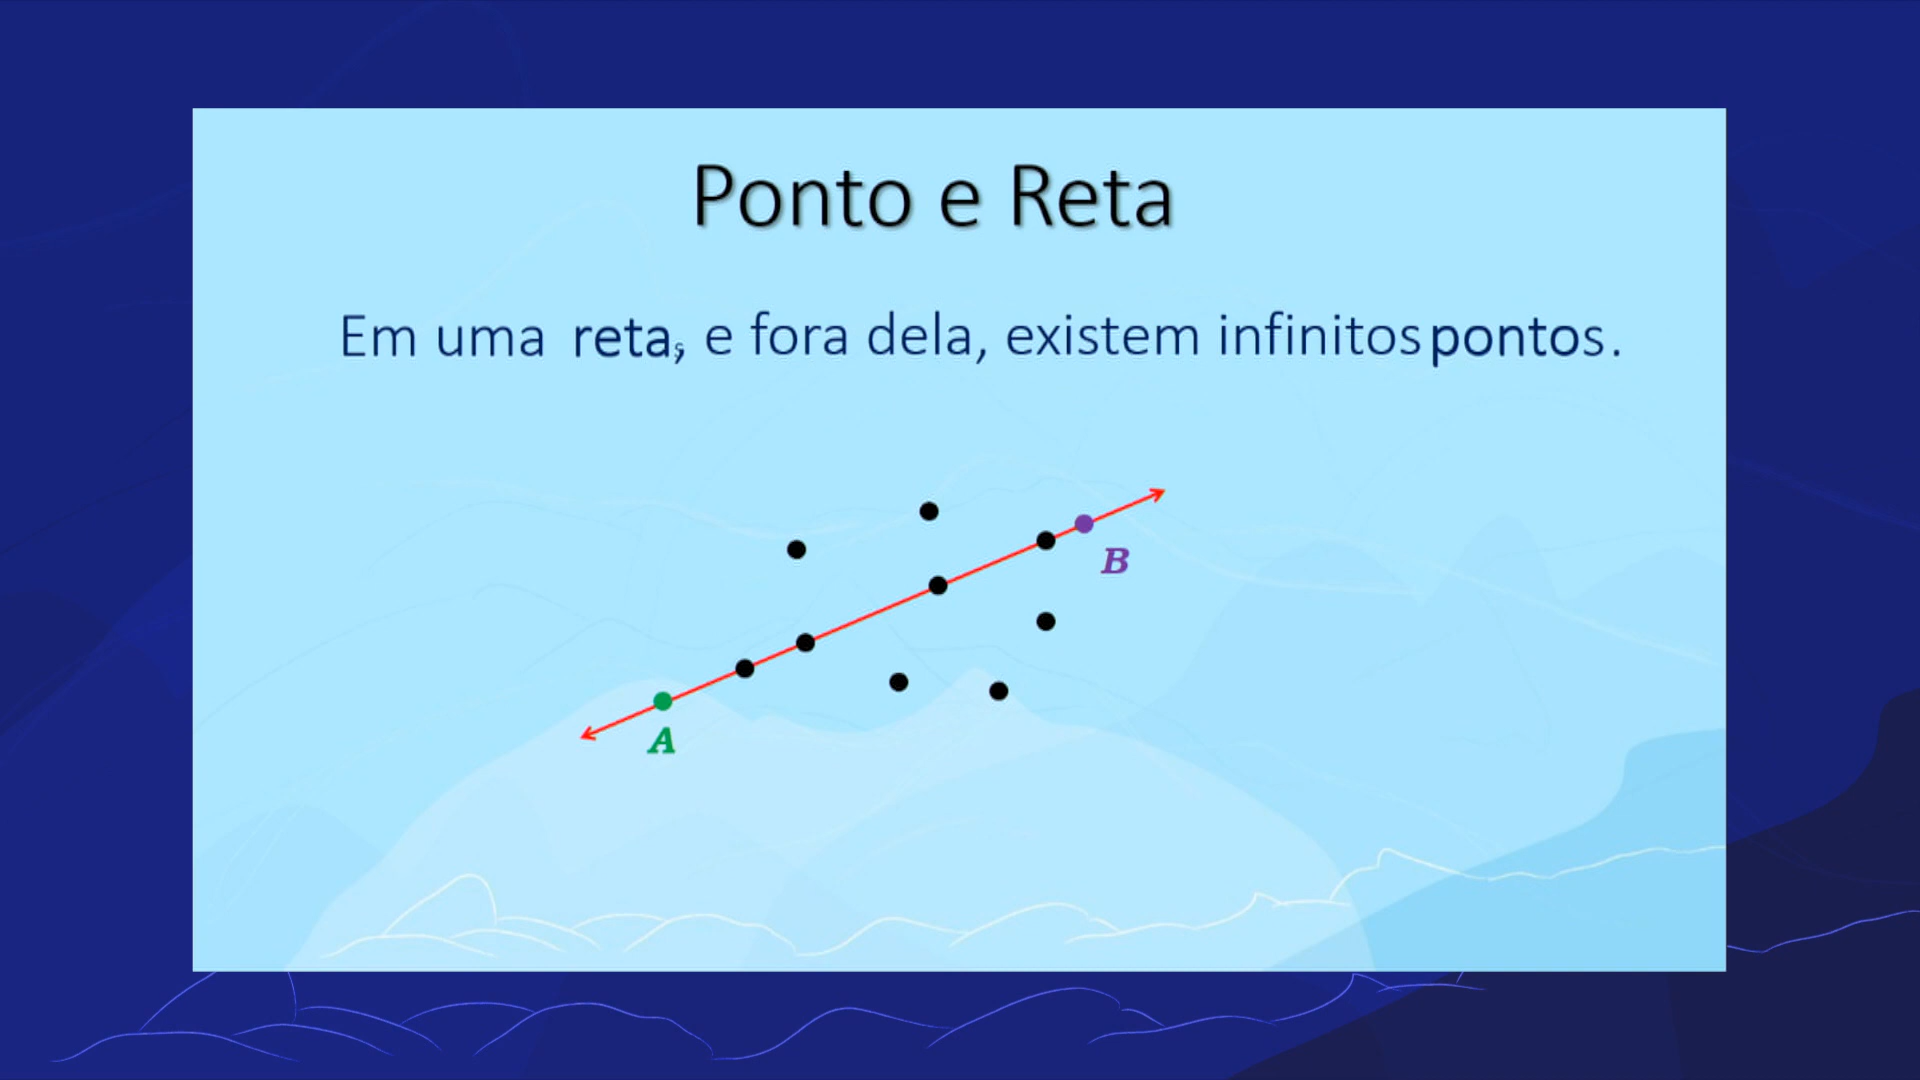 Ponto e Reta
Em uma reta, e fora dela, existem infinitos pontos.
B
A